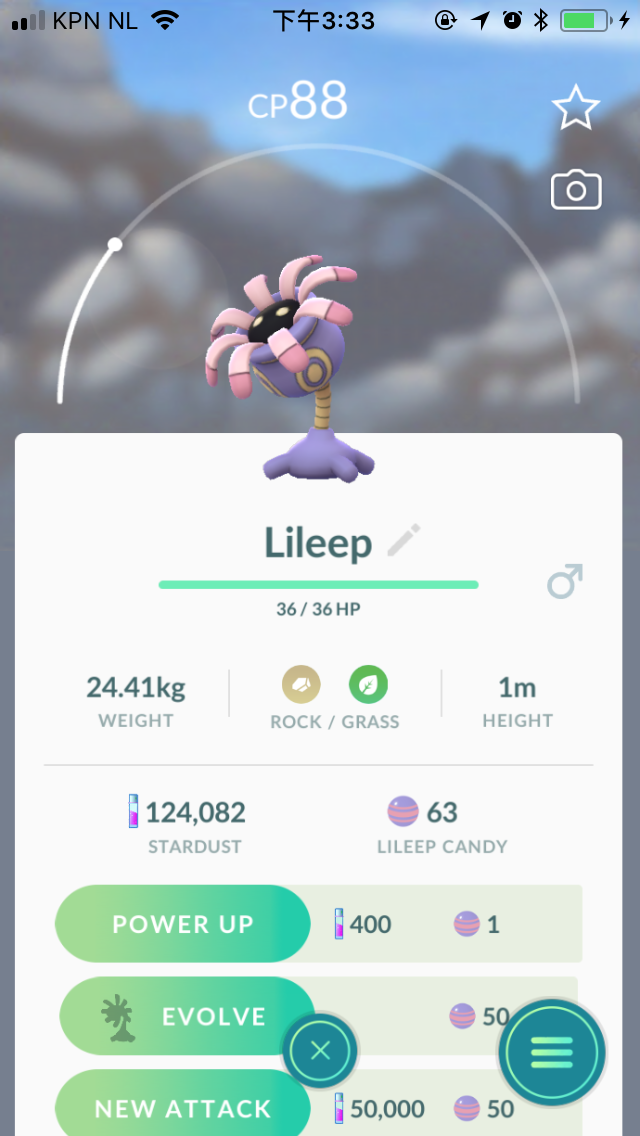 KPN NL 下午3:33
CP88
Lileep
36 / 36 HP
24.41kg
WEIGHT
ROCK / GRASS
1m
HEIGHT
124,082
STARDUST
63
LILEEP CANDY
POWER UP 400 1
EVOLVE 50
NEW ATTACK 50,000 50